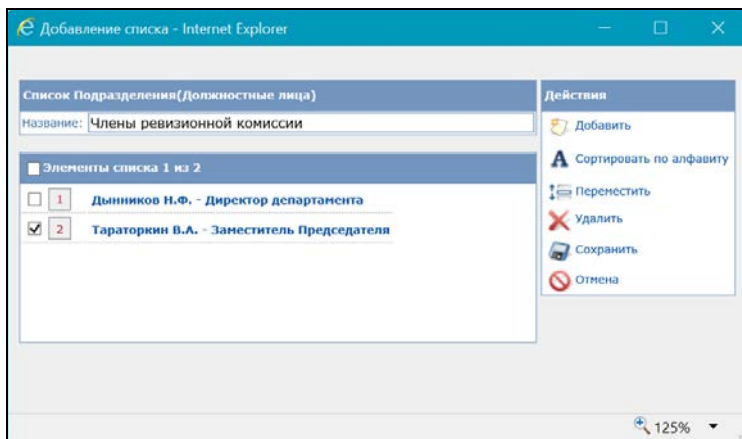 Добавление списка - Internet Explorer
Список Подразделения(Должностные лица)
Название: Члены ревизионной комиссии
Элементы списка 1 из 2
1 Дынников Н.Ф. - Директор департамента
2 Тараторкин В.А. - Заместитель Председателя
Действия
Добавить
Сортировать по алфавиту
Переместить
Удалить
Сохранить
Отмена
125%